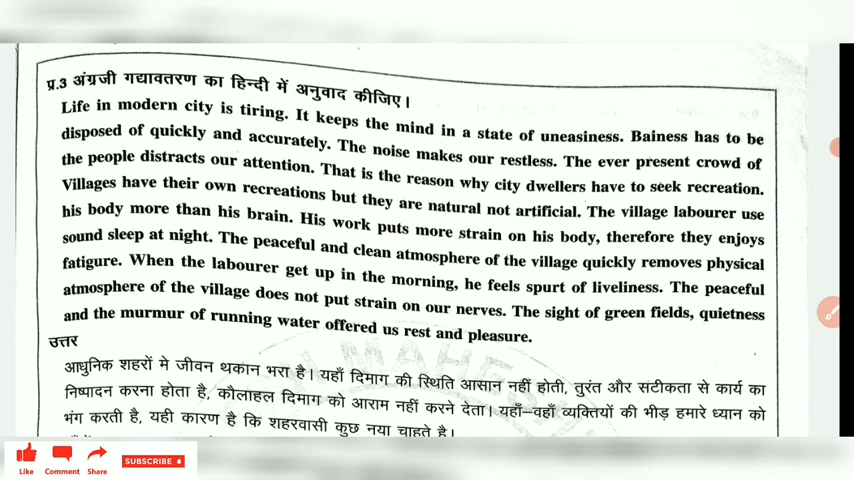 प्र.3 अंग्रजी गद्यावतरण का हिन्दी में अनुवाद कीजिए।
Life in modern city is tiring. It keeps the mind in a state of uneasiness. Bainess has to be
disposed of quickly and accurately. The noise makes our restless. The ever present crowd of
the people distracts our attention. That is the reason why city dwellers have to seek recreation.
Villages have their own recreations but they are natural not artificial. The village labourer use
his body more than his brain. His work puts more strain on his body, therefore they enjoys
sound sleep at night. The peaceful and clean atmosphere of the village quickly removes physical
fatigure. When the labourer get up in the morning, he feels spurt of liveliness. The peaceful
atmosphere of the village does not put strain on our nerves. The sight of green fields, quietness
and the murmur of running water offered us rest and pleasure.
उत्तर
आधुनिक शहरों मे जीवन थकान भरा है। यहाँ दिमाग की स्थिति आसान नहीं होती, तुरंत और सटीकता से कार्य का
निष्पादन करना होता है, कौलाहल दिमाग को आराम नहीं करने देता। यहाँ–वहाँ व्यक्तियों की भीड़ हमारे ध्यान को
भंग करती है, यही कारण है कि शहरवासी कुछ नया चाहते है।
Like Comment Share SUBSCRIBE